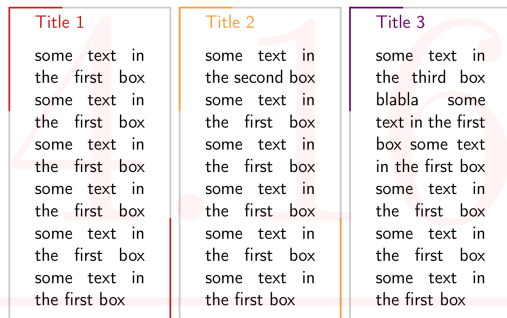 Title 1
some text in
the first box
some text in
the first box
some text in
the first box
some text in
the first box
some text in
the first box
some text in
the first box
Title 2
some text in
the second box
some text in
the first box
some text in
the first box
some text in
the first box
some text in
the first box
some text in
the first box
Title 3
some text in
the third box
blabla some
text in the first
box some text
in the first box
some text in
the first box
some text in
the first box
some text in
the first box
4.16